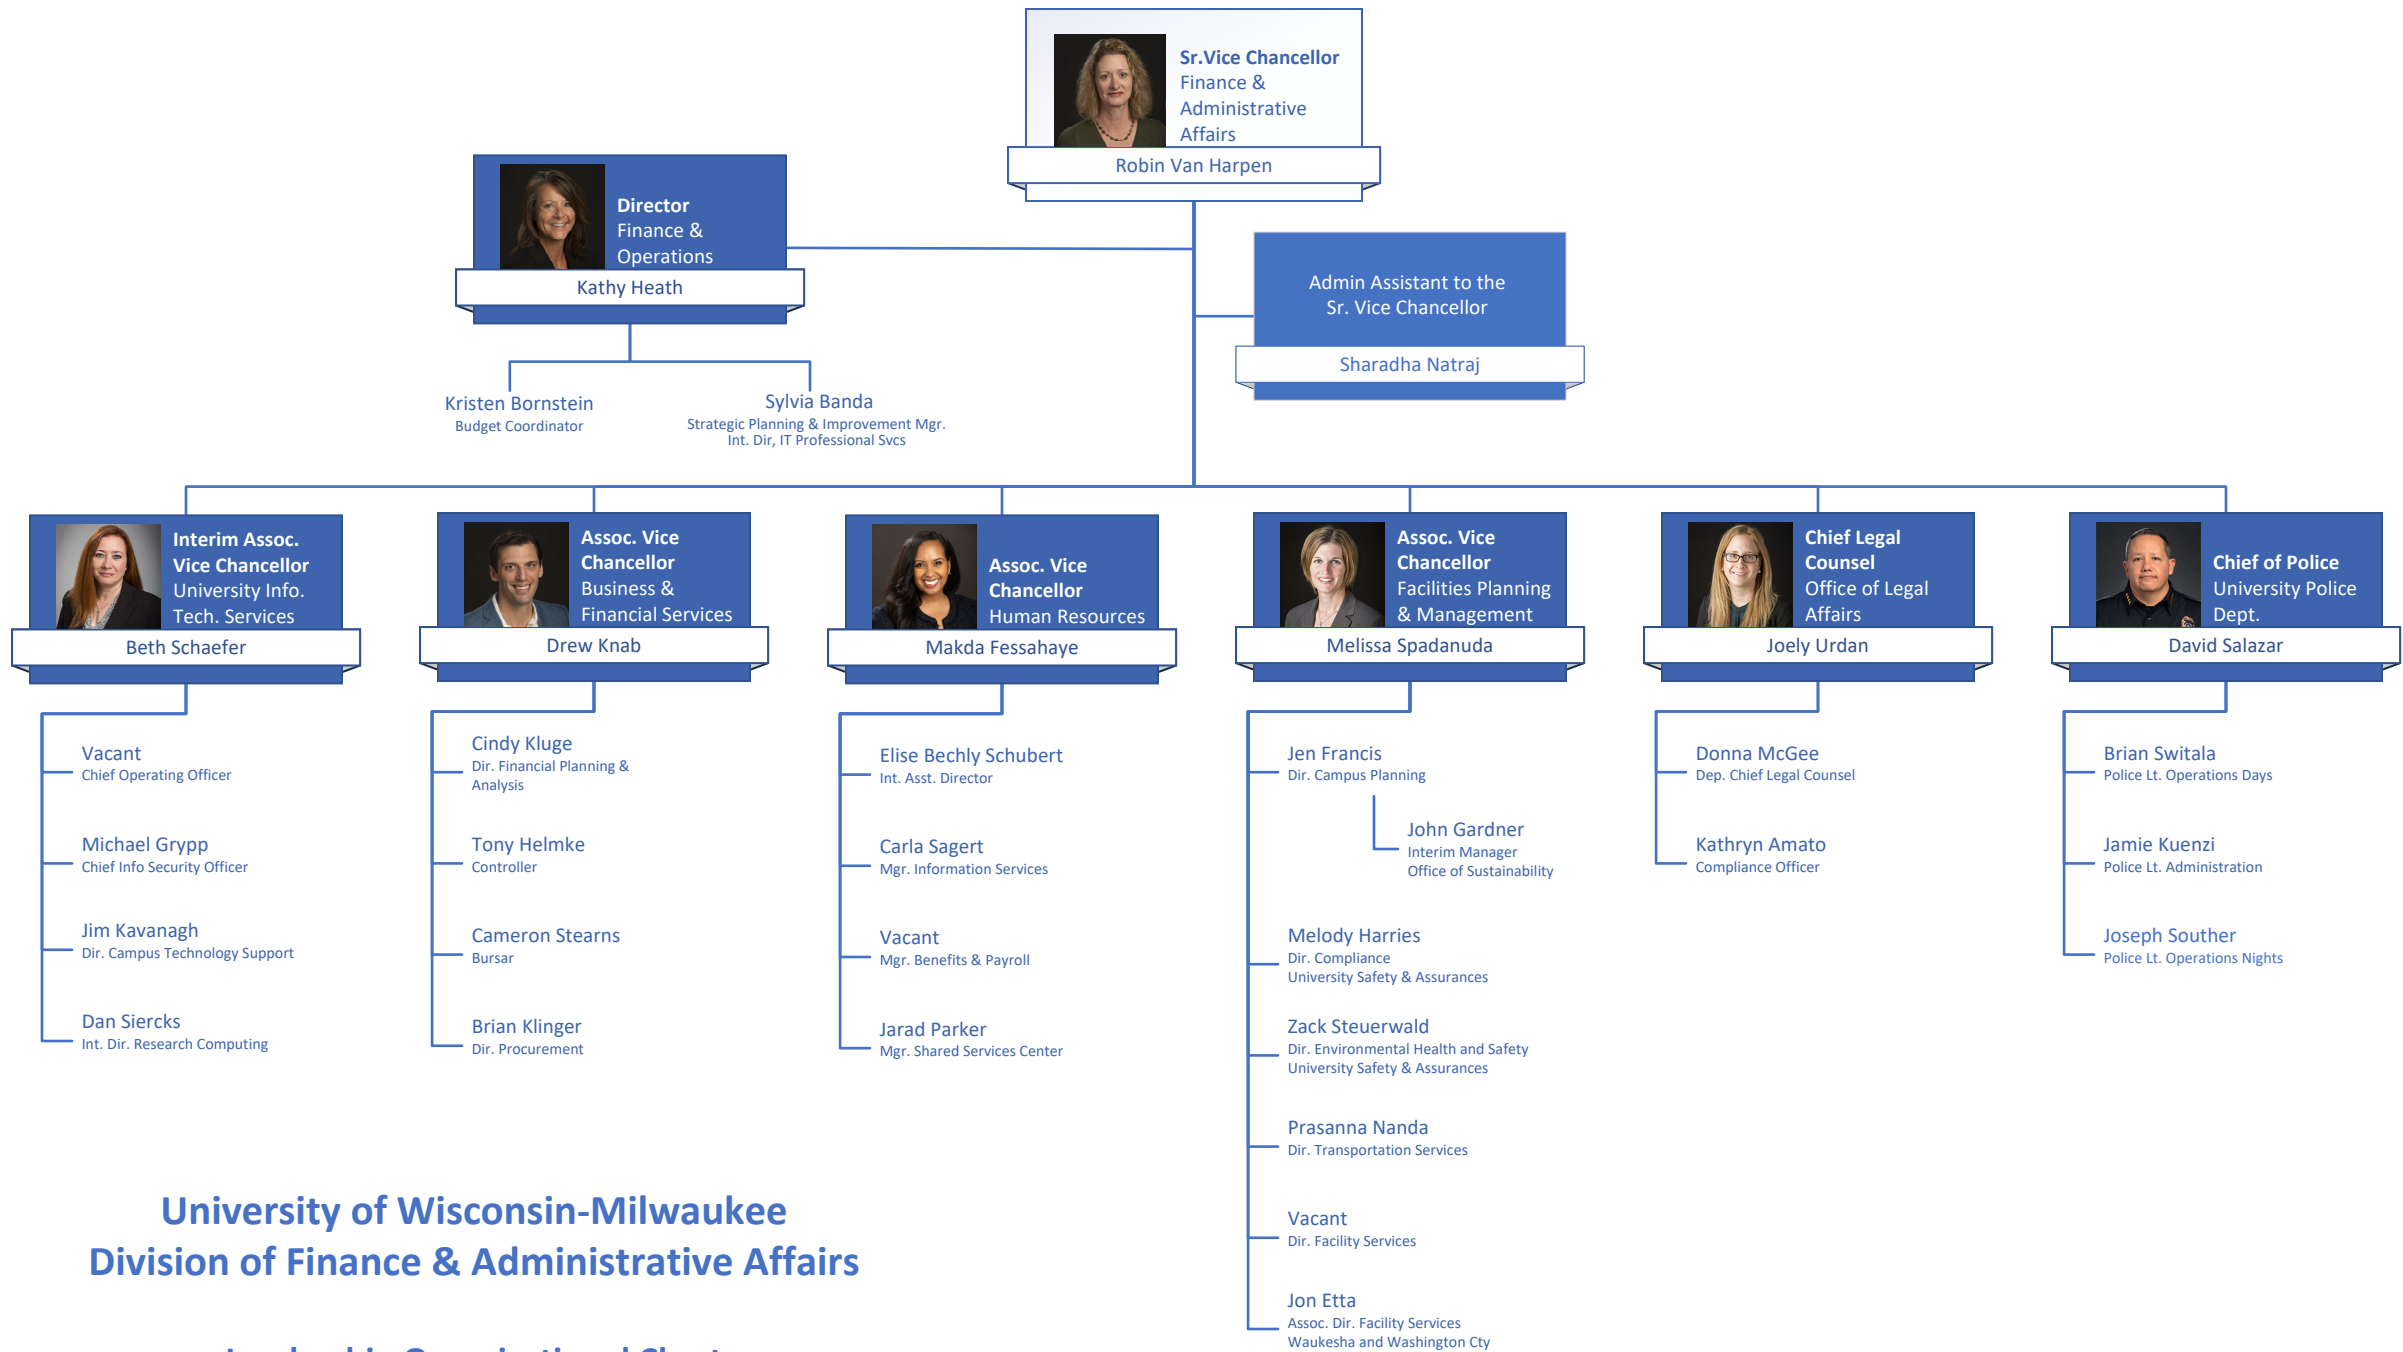 Sr.Vice Chancellor
Finance &
Administrative
Affairs
Robin Van Harpen
Director
Finance &
Operations
Kathy Heath
Admin Assistant to the
Sr. Vice Chancellor
Sharadha Natraj
Kristen Bornstein
Budget Coordinator
Sylvia Banda
Strategic Planning & Improvement Mgr.
Int. Dir, IT Professional Svcs
Interim Assoc.
Vice Chancellor
University Info.
Tech. Services
Beth Schaefer
Vacant
Chief Operating Officer
Michael Grypp
Chief Info Security Officer
Jim Kavanagh
Dir. Campus Technology Support
Dan Siercks
Int. Dir. Research Computing
Assoc. Vice
Chancellor
Business &
Financial Services
Drew Knab
Cindy Kluge
Dir. Financial Planning &
Analysis
Tony Helmke
Controller
Cameron Stearns
Bursar
Brian Klinger
Dir. Procurement
Assoc. Vice
Chancellor
Human Resources
Makda Fessahaye
Elise Bechly Schubert
Int. Asst. Director
Carla Sagert
Mgr. Information Services
Vacant
Mgr. Benefits & Payroll
Jarad Parker
Mgr. Shared Services Center
Assoc. Vice
Chancellor
Facilities Planning
& Management
Melissa Spadanuda
Jen Francis
Dir. Campus Planning
John Gardner
Interim Manager
Office of Sustainability
Melody Harries
Dir. Compliance
University Safety & Assurances
Zack Steuerwald
Dir. Environmental Health and Safety
University Safety & Assurances
Prasanna Nanda
Dir. Transportation Services
Vacant
Dir. Facility Services
Jon Etta
Assoc. Dir. Facility Services
Waukesha and Washington Cty
Chief Legal
Counsel
Office of Legal
Affairs
Joely Urdan
Donna McGee
Dep. Chief Legal Counsel
Kathryn Amato
Compliance Officer
Chief of Police
University Police
Dept.
David Salazar
Brian Switala
Police Lt. Operations Days
Jamie Kuenzi
Police Lt. Administration
Joseph Souther
Police Lt. Operations Nights
University of Wisconsin-Milwaukee
Division of Finance & Administrative Affairs
Leadership Organizational Chart